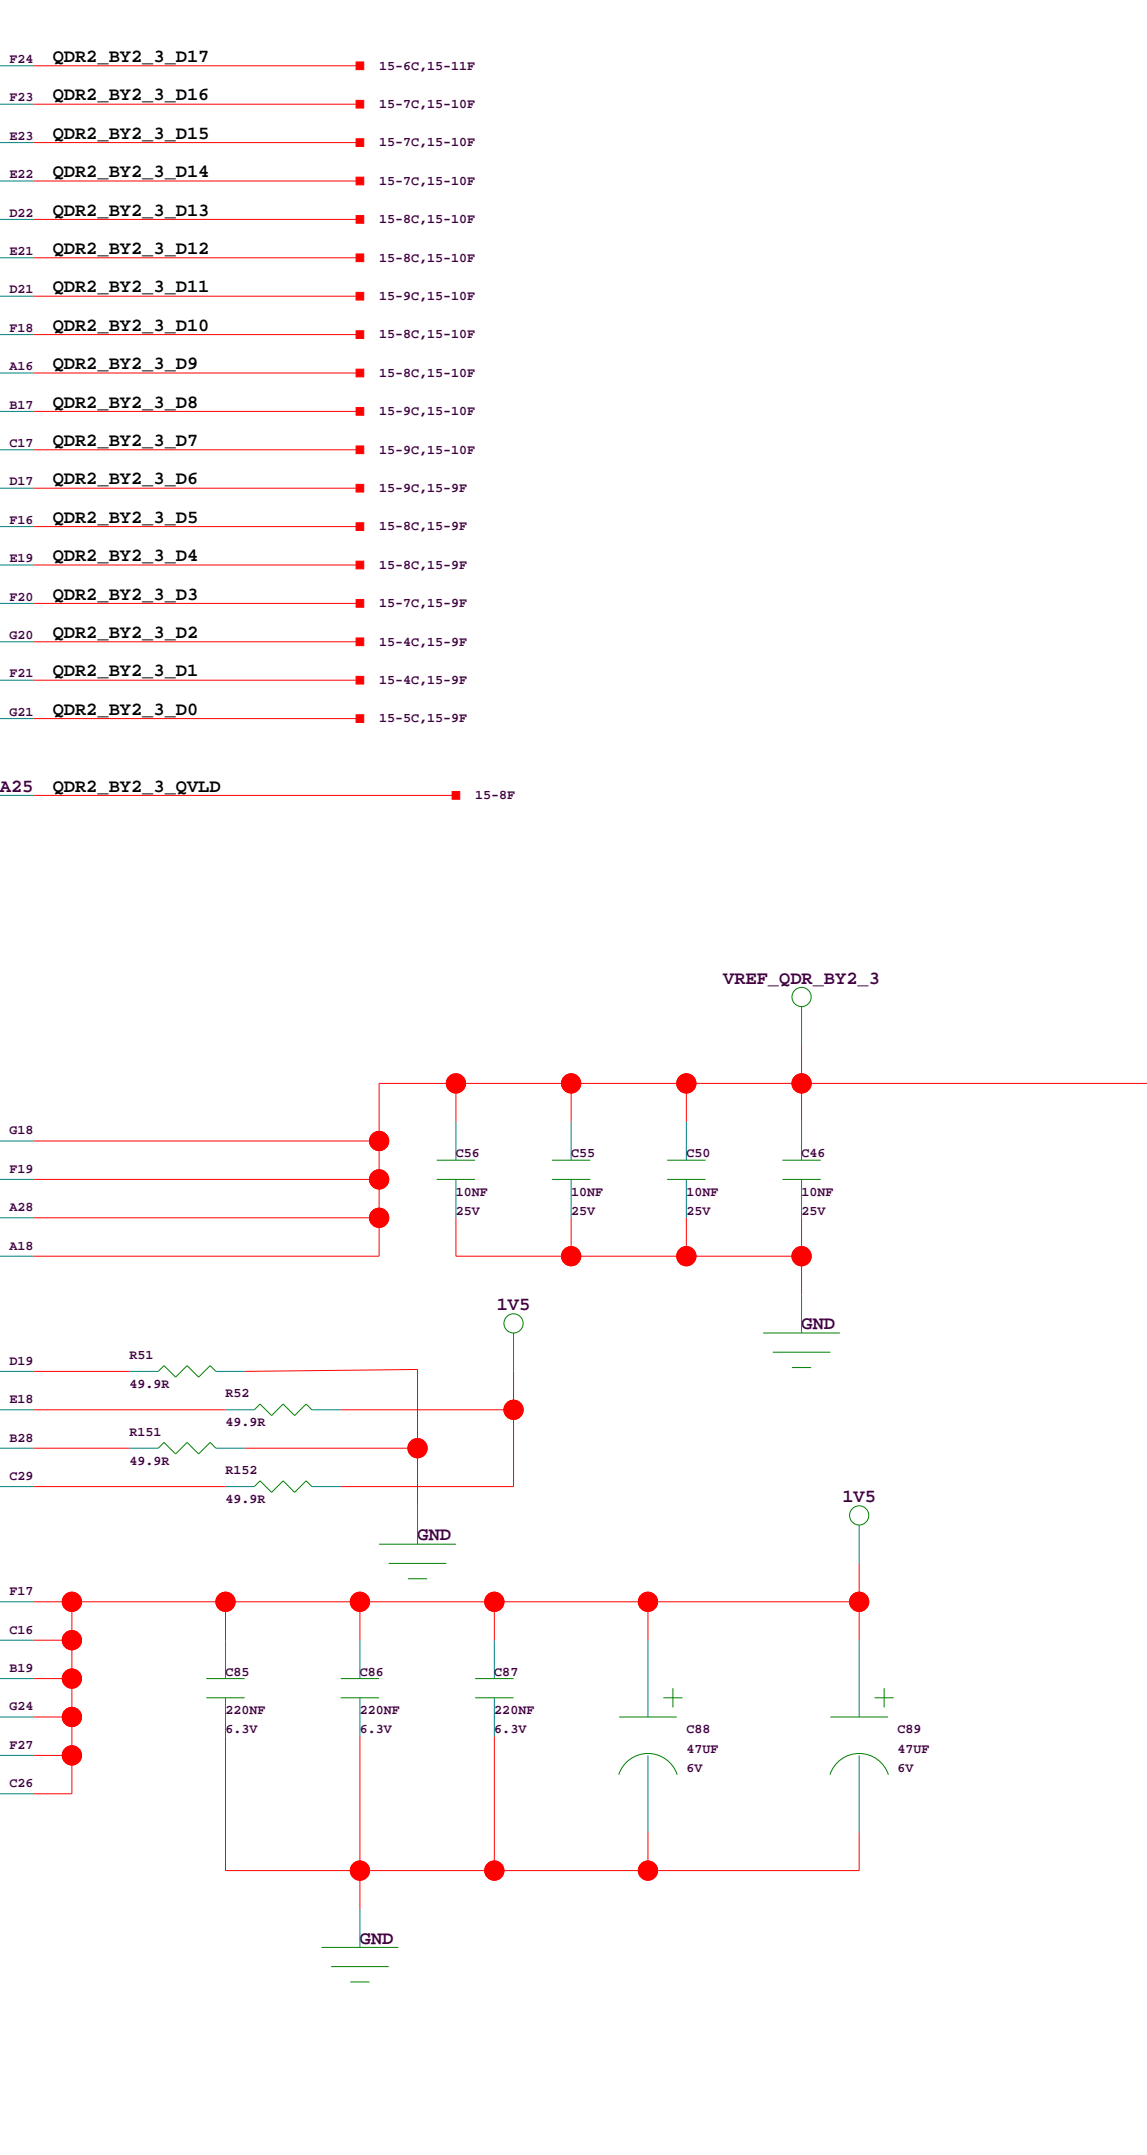 F24 QDR2_BY2_3_D17 15-6C,15-11F
F23 QDR2_BY2_3_D16 15-7C,15-10F
E23 QDR2_BY2_3_D15 15-7C,15-10F
E22 QDR2_BY2_3_D14 15-7C,15-10F
D22 QDR2_BY2_3_D13 15-8C,15-10F
E21 QDR2_BY2_3_D12 15-8C,15-10F
D21 QDR2_BY2_3_D11 15-9C,15-10F
F18 QDR2_BY2_3_D10 15-8C,15-10F
A16 QDR2_BY2_3_D9 15-8C,15-10F
B17 QDR2_BY2_3_D8 15-9C,15-10F
C17 QDR2_BY2_3_D7 15-9C,15-10F
D17 QDR2_BY2_3_D6 15-9C,15-9F
F16 QDR2_BY2_3_D5 15-8C,15-9F
E19 QDR2_BY2_3_D4 15-8C,15-9F
F20 QDR2_BY2_3_D3 15-7C,15-9F
G20 QDR2_BY2_3_D2 15-4C,15-9F
F21 QDR2_BY2_3_D1 15-4C,15-9F
G21 QDR2_BY2_3_D0 15-5C,15-9F
A25 QDR2_BY2_3_QVLD 15-8F
VREF_QDR_BY2_3
G18
C56 C55 C50 C46
F19
10NF 10NF 10NF 10NF
A28
25V 25V 25V 25V
A18
1V5
GND
D19 R51
49.9R
E18 R52
49.9R
B28 R151
49.9R
C29 R152
49.9R
1V5
GND
F17
C16
B19
C85 C86 C87
G24
220NF 220NF 220NF
6.3V 6.3V 6.3V
C88 C89
F27
47UF 47UF
6V 6V
C26
GND